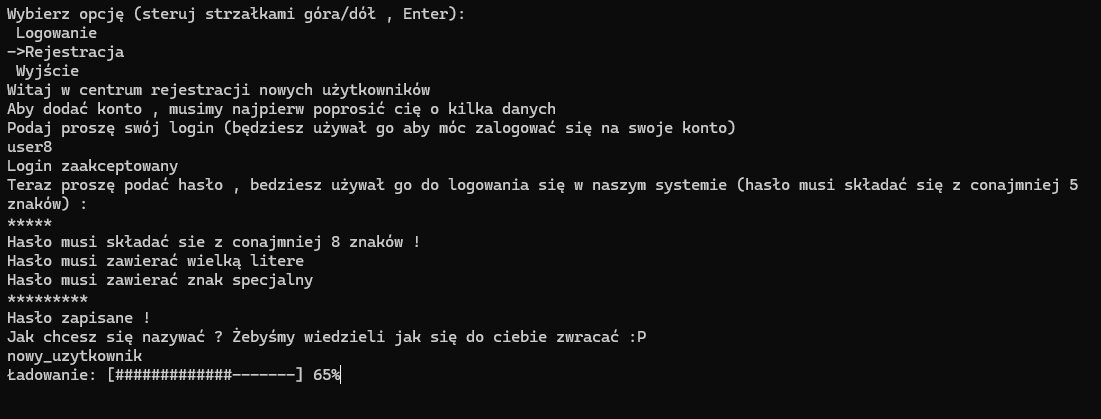 Wybierz opcję (steruj strzałkami góra/dół , Enter):
Logowanie
->Rejestracja
Wyjście
Witaj w centrum rejestracji nowych użytkowników
Aby dodać konto , musimy najpierw poprosić cię o kilka danych
Podaj proszę swój login (będziesz używał go aby móc zalogować się na swoje konto)
user8
Login zaakceptowany
Teraz proszę podać hasło , bedziesz używał go do logowania się w naszym systemie (hasło musi składać się z conajmniej 5
znaków) :
*****
Hasło musi składać sie z conajmniej 8 znaków !
Hasło musi zawierać wielką litere
Hasło musi zawierać znak specjalny
*********
Hasło zapisane !
Jak chcesz się nazywać ? Żebyśmy wiedzieli jak się do ciebie zwracać :P
nowy_uzytkownik
Ładowanie: [#############-------] 65%